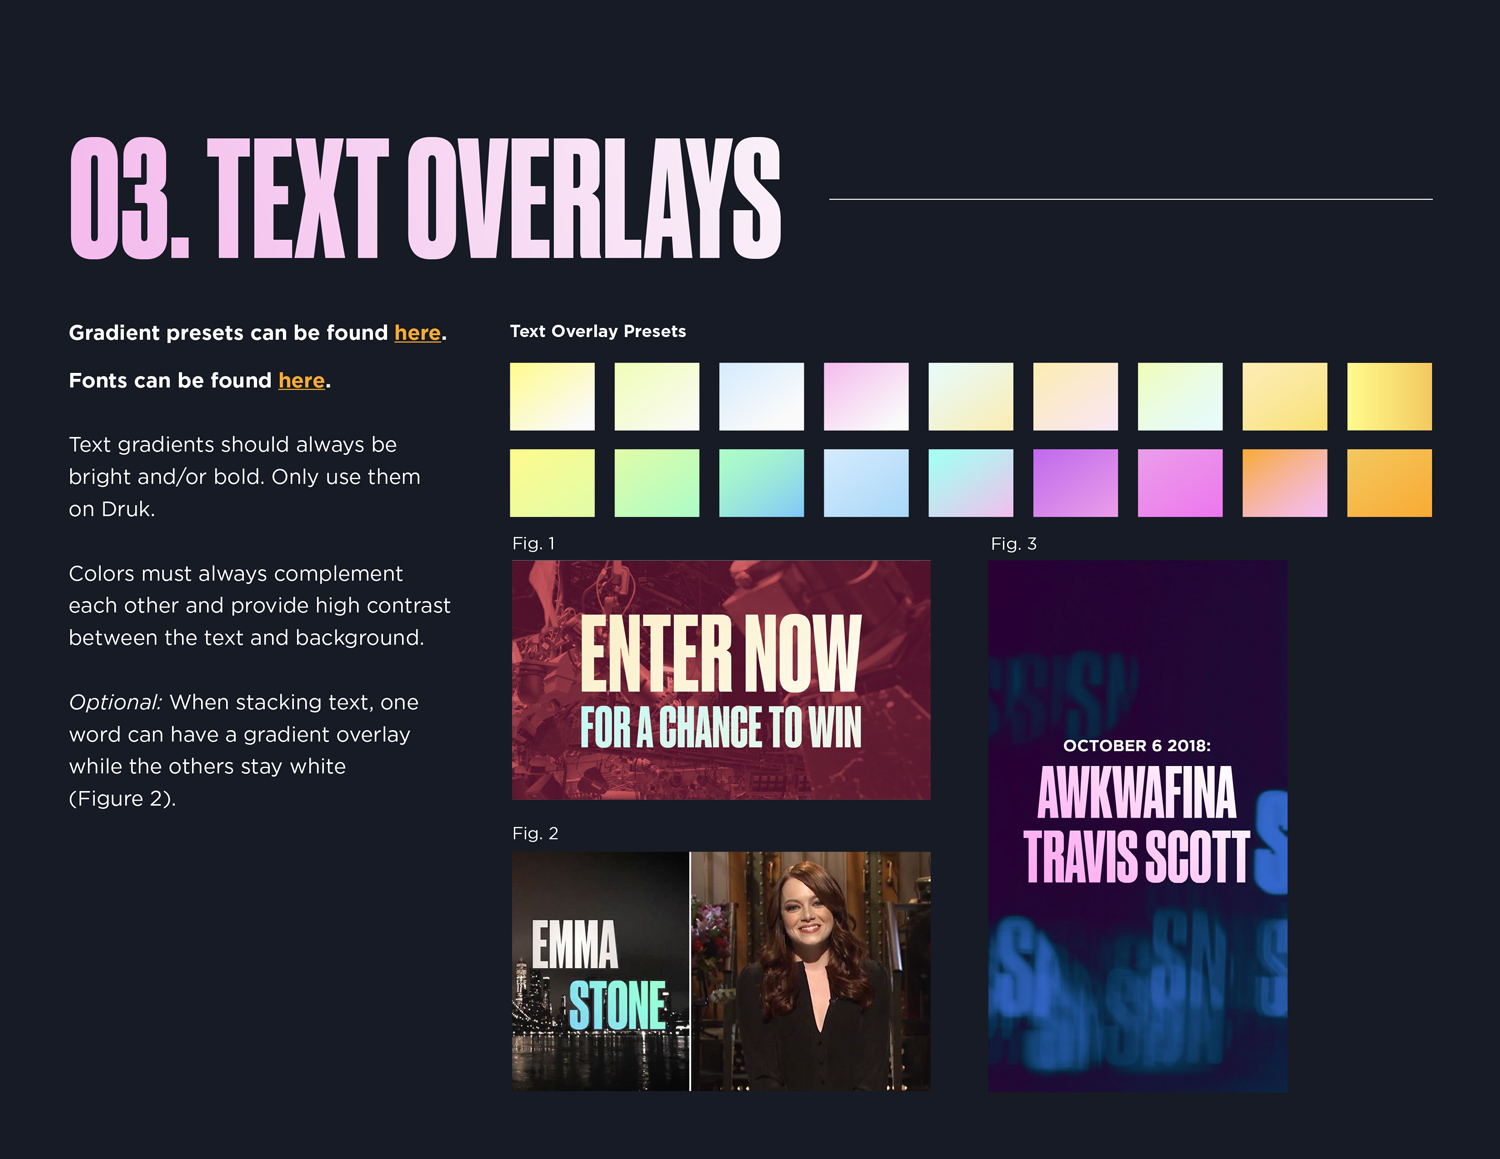 03. TEXT OVERLAYS
Gradient presets can be found here.
Fonts can be found here.
Text gradients should always be
bright and/or bold. Only use them
on Druk.
Colors must always complement
each other and provide high contrast
between the text and background.
Optional: When stacking text, one
word can have a gradient overlay
while the others stay white
(Figure 2).
Text Overlay Presets
Fig. 1
ENTER NOW
FOR A CHANCE TO WIN
Fig. 2
EMMA
STONE
Fig. 3
OCTOBER 6 2018:
AWKWAFINA
TRAVIS SCOTT